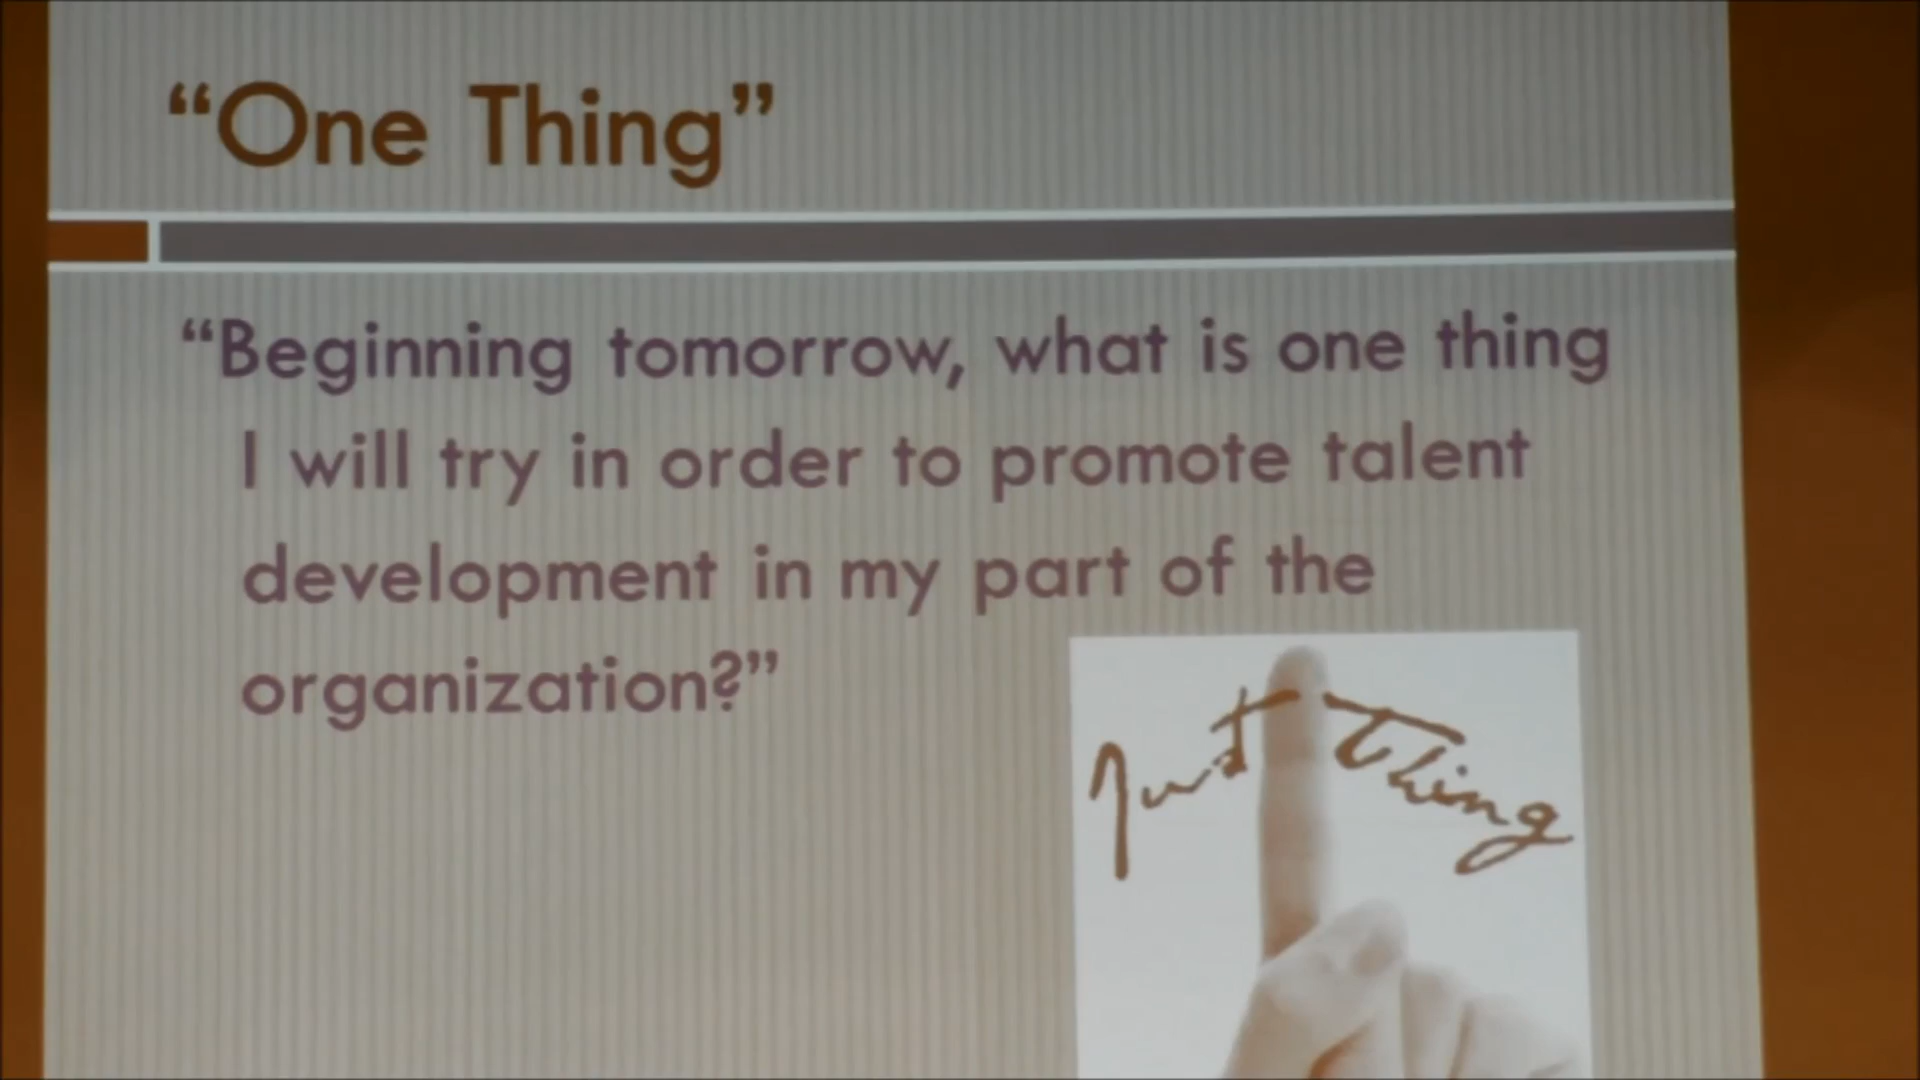 “One Thing”
“Beginning tomorrow, what is one thing
I will try in order to promote talent
development in my part of the
organization?”
Just Thing